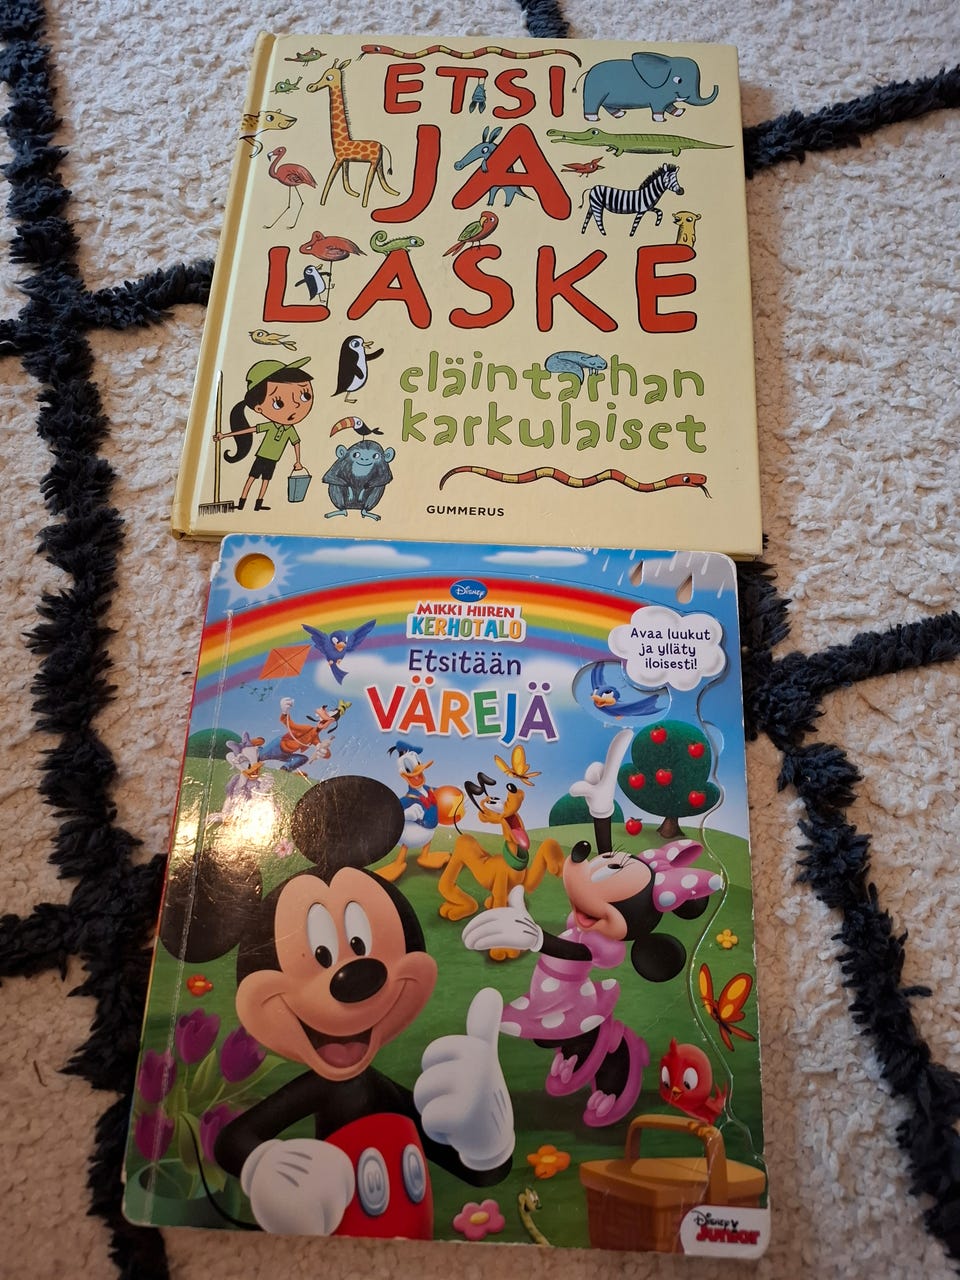 ETSI
JA
LASKE
eläintarhan
karkulaiset
GUMMERUS
Disney
MIKKI HIIREN
KERHOTALO
Etsitään
VÄREJÄ
Avaa luukut
ja ylläty
iloisesti!
Disney
Junior